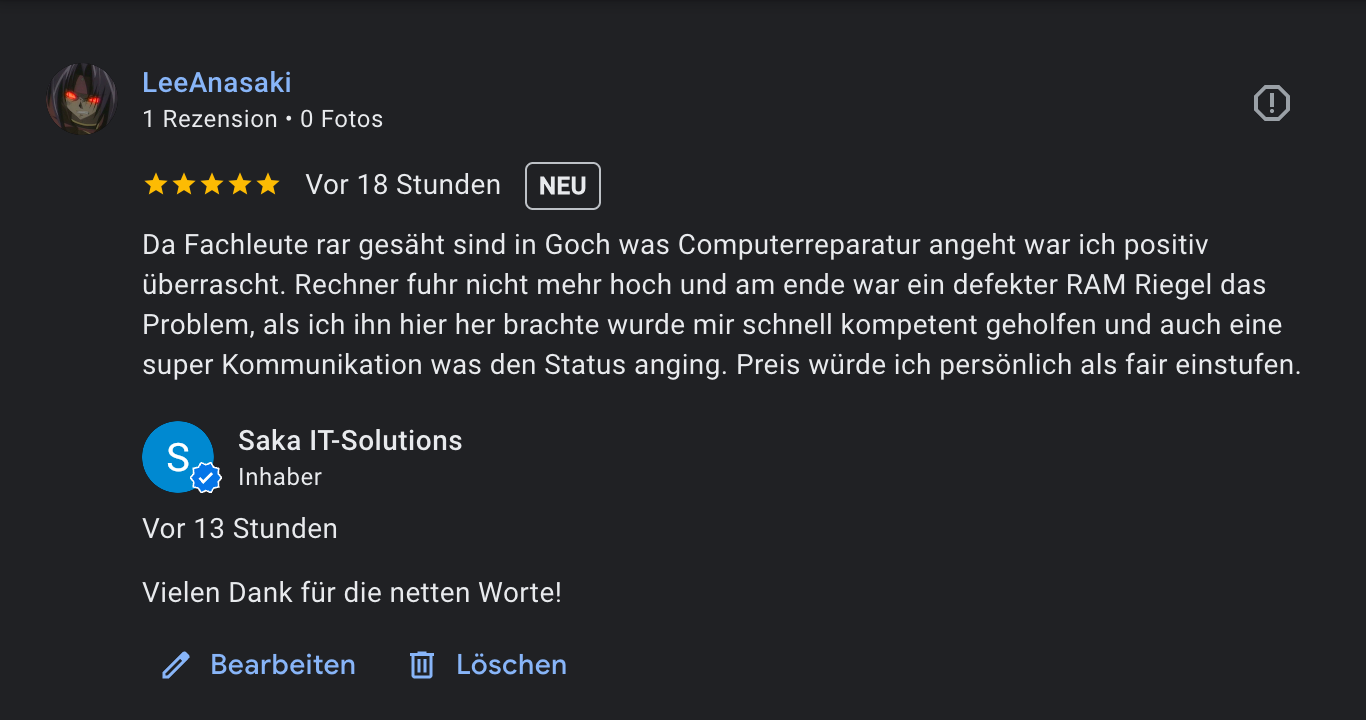 LeeAnasaki
1 Rezension • 0 Fotos
Vor 18 Stunden NEU
Da Fachleute rar gesäht sind in Goch was Computerreparatur angeht war ich positiv
überrascht. Rechner fuhr nicht mehr hoch und am ende war ein defekter RAM Riegel das
Problem, als ich ihn hier her brachte wurde mir schnell kompetent geholfen und auch eine
super Kommunikation was den Status anging. Preis würde ich persönlich als fair einstufen.
S
Saka IT-Solutions
Inhaber
Vor 13 Stunden
Vielen Dank für die netten Worte!
Bearbeiten Löschen